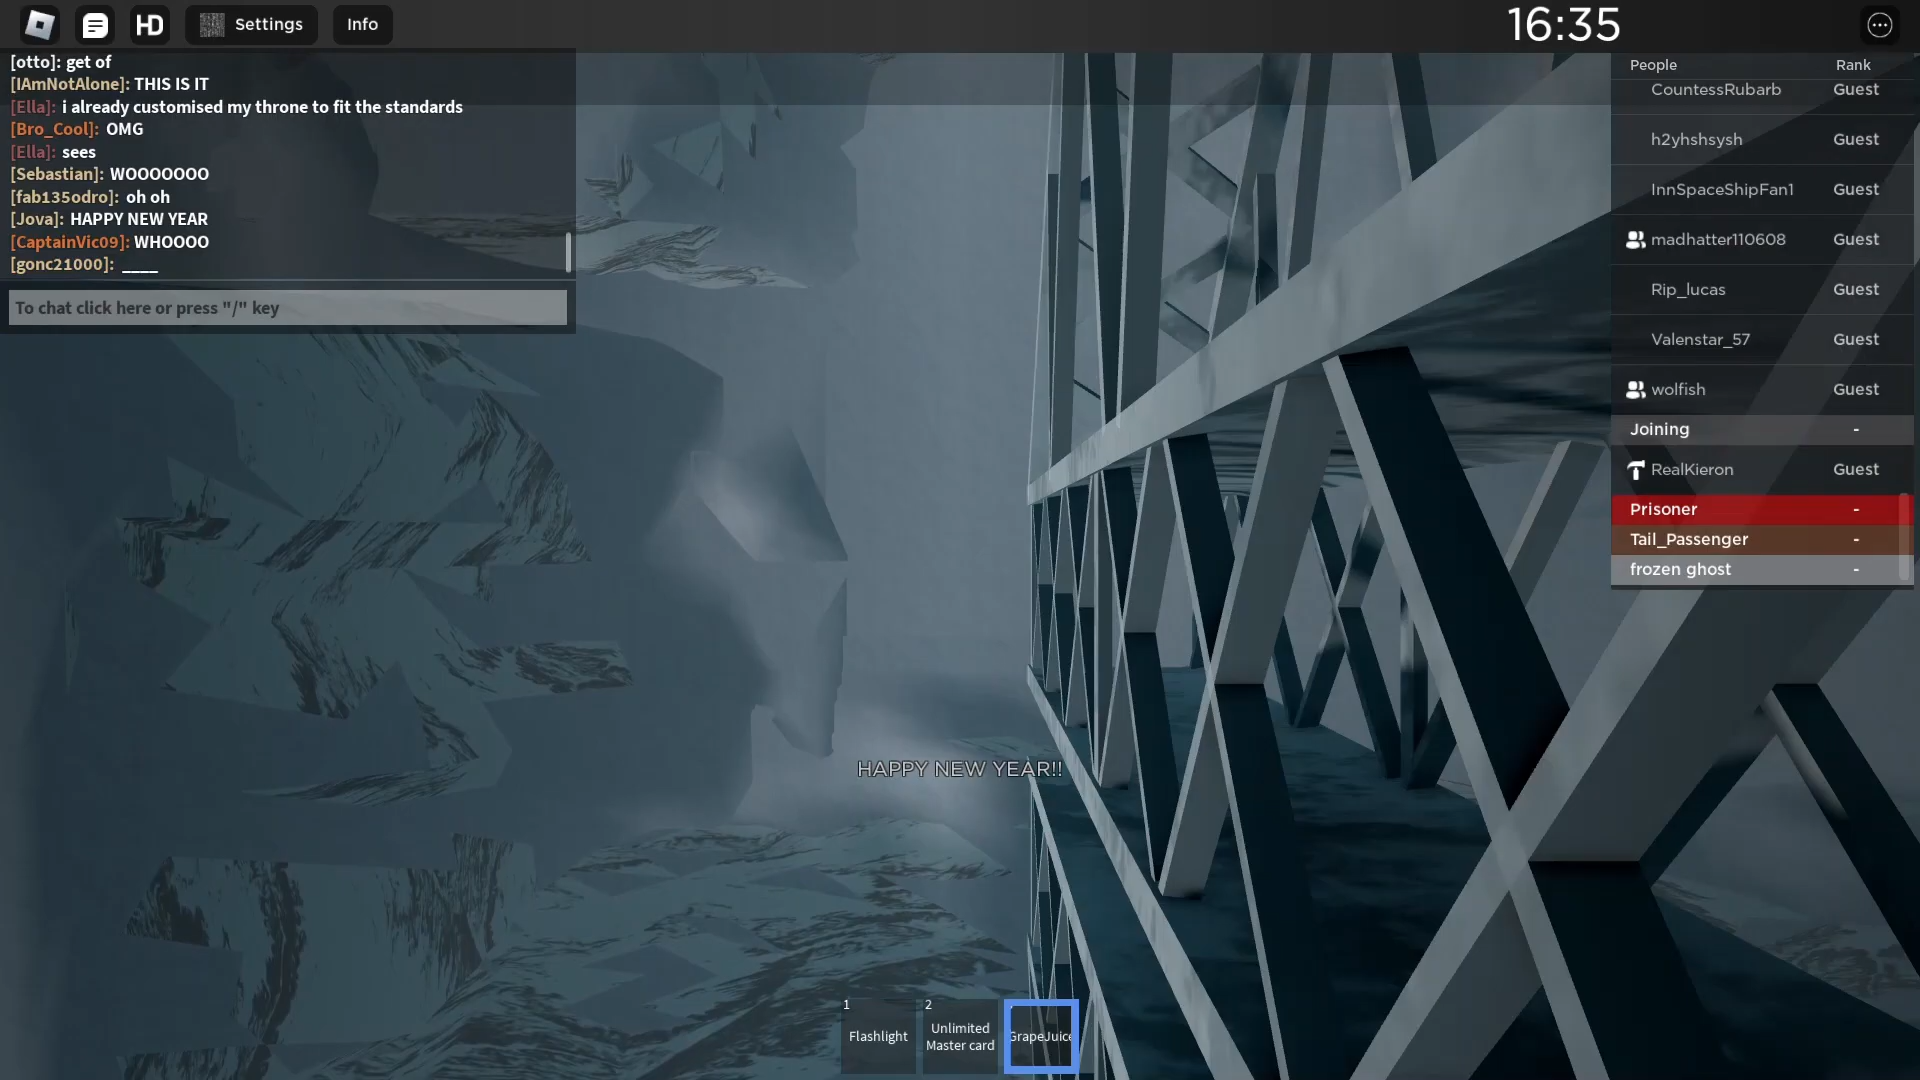 HD
Settings
Info
16:35
[otto]: get of
[IAmNotAlone]: THIS IS IT
[Ella]: i already customised my throne to fit the standards
[Bro_Cool]: OMG
[Ella]: sees
[Sebastian]: WOOOOOOO
[fab135odro]: oh oh
[Jova]: HAPPY NEW YEAR
[CaptainVic09]: WHOOOO
[gonc21000]: ____
To chat click here or press "/" key
People Rank
CountessRubarb Guest
h2yhshsysh Guest
InnSpaceShipFan1 Guest
madhatter110608 Guest
Rip_lucas Guest
Valenstar_57 Guest
wolfish Guest
Joining -
RealKieron Guest
Prisoner -
Tail_Passenger -
frozen ghost -
HAPPY NEW YEAR!!
1
Flashlight
2
Unlimited
Master card
GrapeJuice